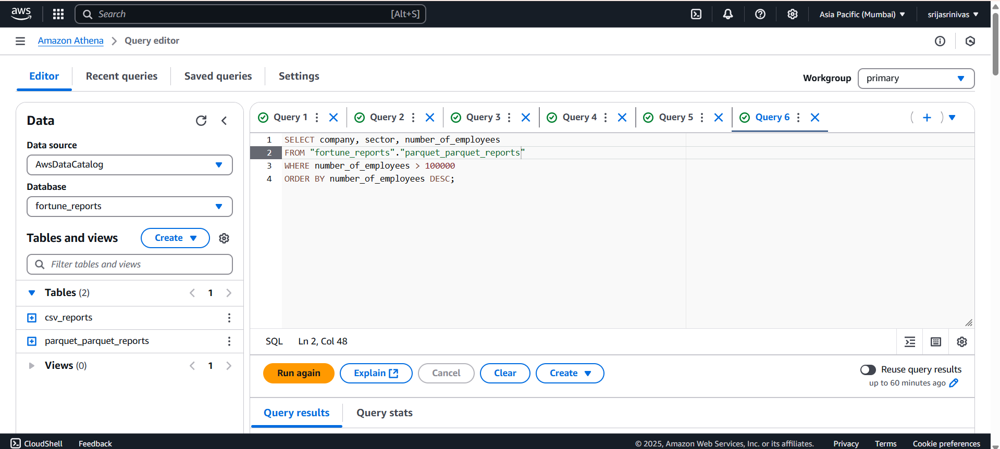 aws
Search [Alt+S]
Asia Pacific (Mumbai)
srijasrinivas
Amazon Athena > Query editor
Editor
Recent queries
Saved queries
Settings
Workgroup
primary
Data
Data source
AwsDataCatalog
Database
fortune_reports
Tables and views
Create
Filter tables and views
Tables (2)
1
csv_reports
parquet_parquet_reports
Views (0)
1
Query 1
Query 2
Query 3
Query 4
Query 5
Query 6
1 SELECT company, sector, number_of_employees
2 FROM "fortune_reports"."parquet_parquet_reports"
3 WHERE number_of_employees > 100000
4 ORDER BY number_of_employees DESC;
SQL
Ln 2, Col 48
Run again
Explain
Cancel
Clear
Create
Reuse query results
up to 60 minutes ago
Query results
Query stats
CloudShell
Feedback
© 2025, Amazon Web Services, Inc. or its affiliates.
Privacy
Terms
Cookie preferences